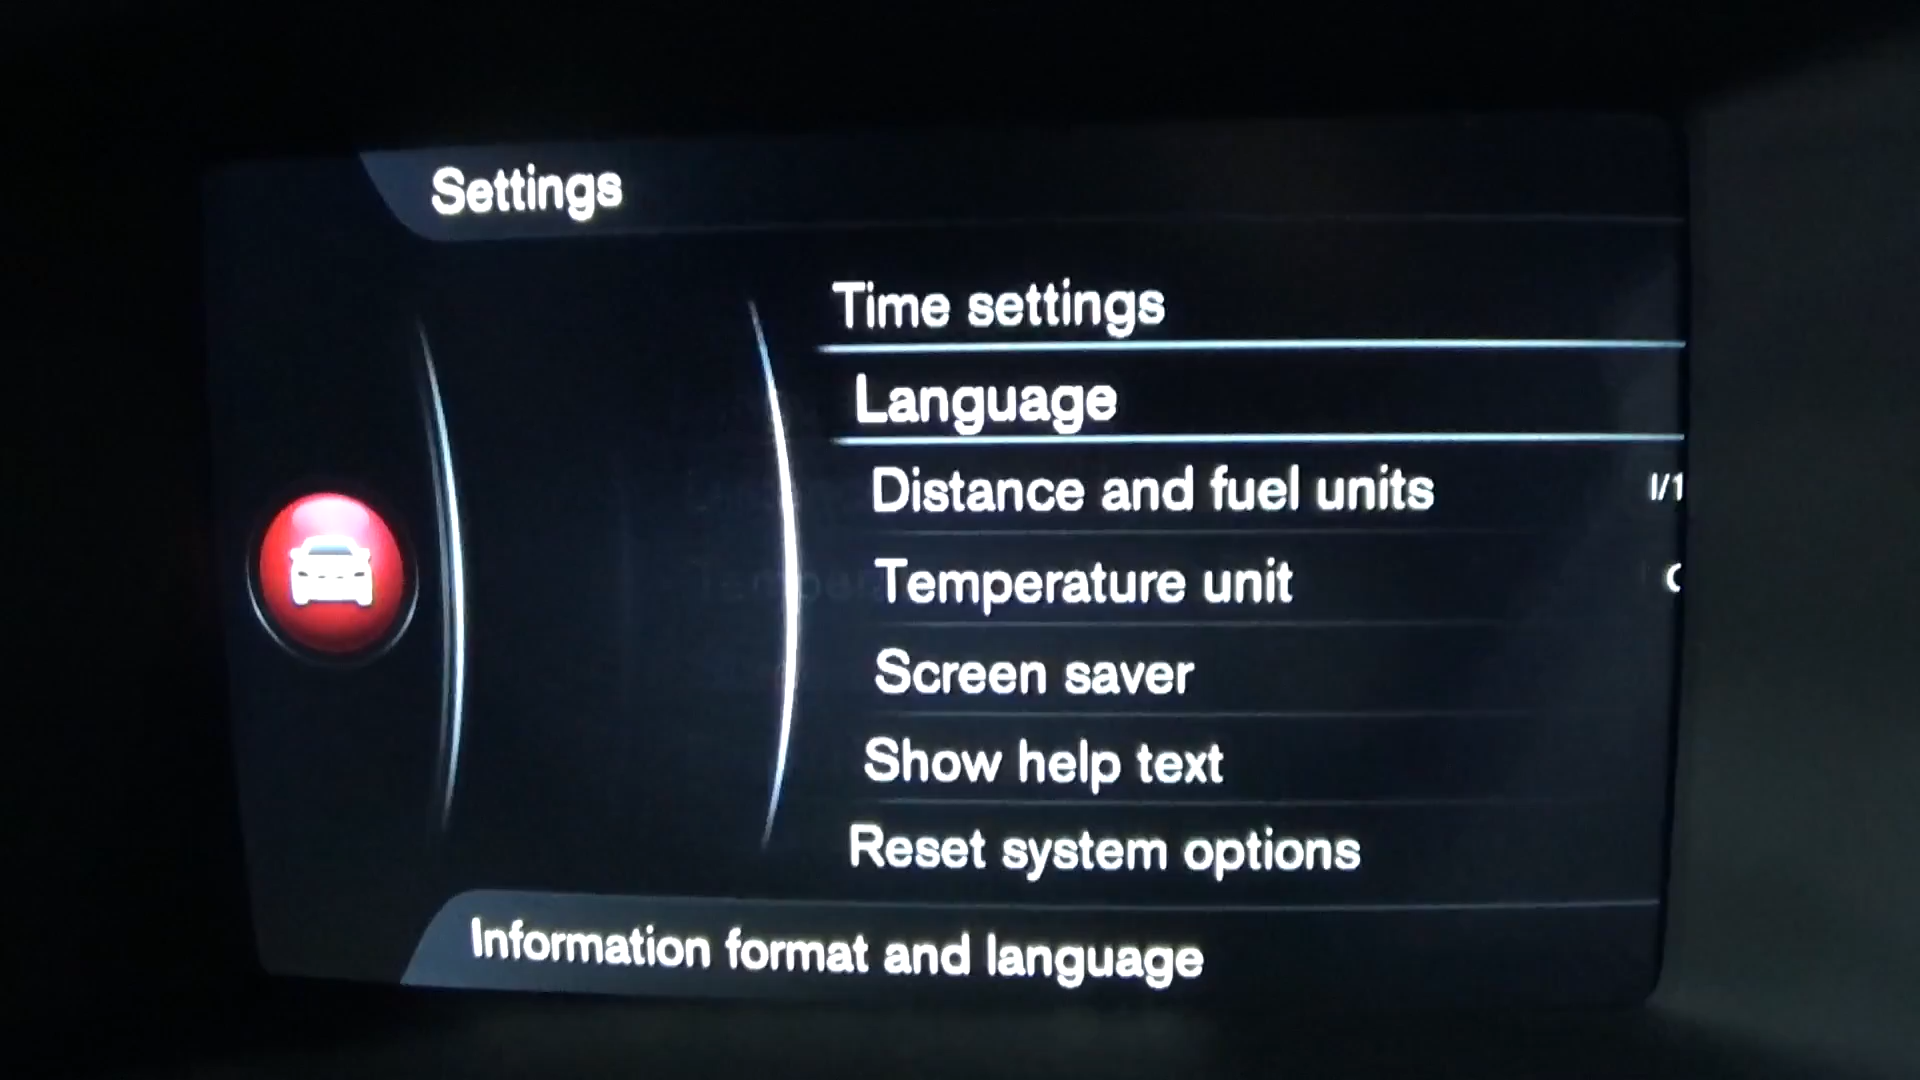 Settings
Time settings
Language
Distance and fuel units
l/1
Temperature unit
Screen saver
Show help text
Reset system options
Information format and language